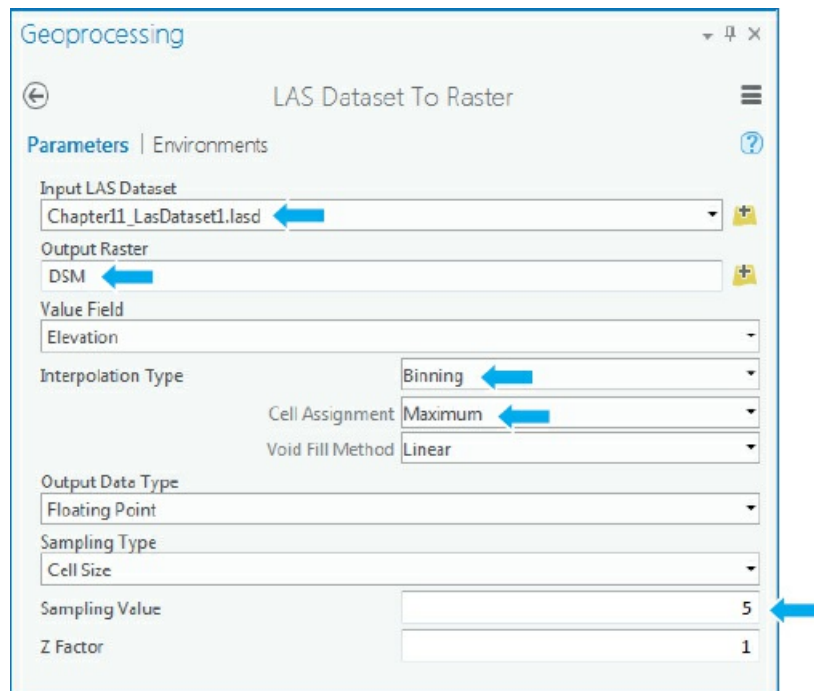 Geoprocessing
LAS Dataset To Raster
Parameters | Environments
Input LAS Dataset
Chapter11_LasDataset1.lasd
Output Raster
DSM
Value Field
Elevation
Interpolation Type Binning
Cell Assignment Maximum
Void Fill Method Linear
Output Data Type
Floating Point
Sampling Type
Cell Size
Sampling Value 5
Z Factor 1